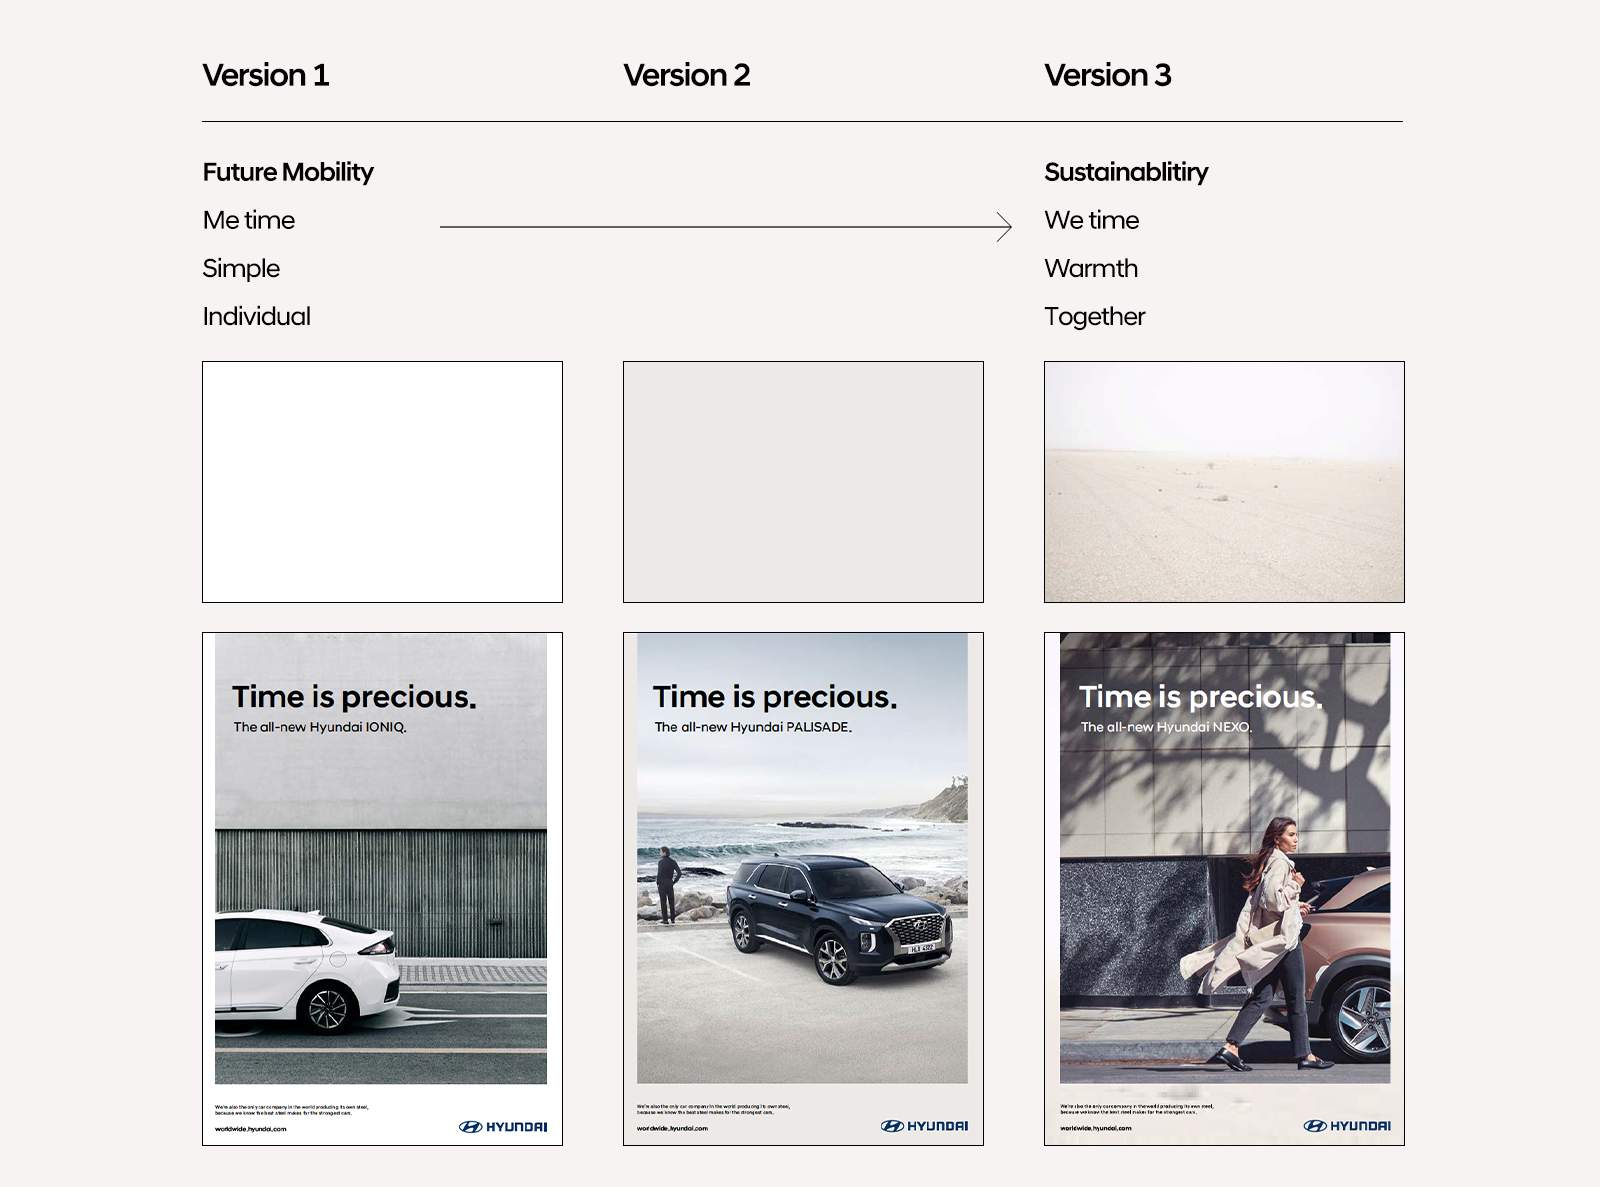 Version 1
Version 2
Version 3
Future Mobility
Me time
Simple
Individual
Sustainablitiry
We time
Warmth
Together
Time is precious.
The all-new Hyundai IONIQ.
We're also the only car company in the world producing its own steel,
because we know the best steel makes for the strongest cars.
worldwide.hyundai.com
HYUNDAI
Time is precious.
The all-new Hyundai PALISADE.
We're also the only car company in the world producing its own steel,
because we know the best steel makes for the strongest cars.
worldwide.hyundai.com
HYUNDAI
Time is precious.
The all-new Hyundai NEXO.
We're also the only car company in the world producing its own steel,
because we know the best steel makes for the strongest cars.
worldwide.hyundai.com
HYUNDAI